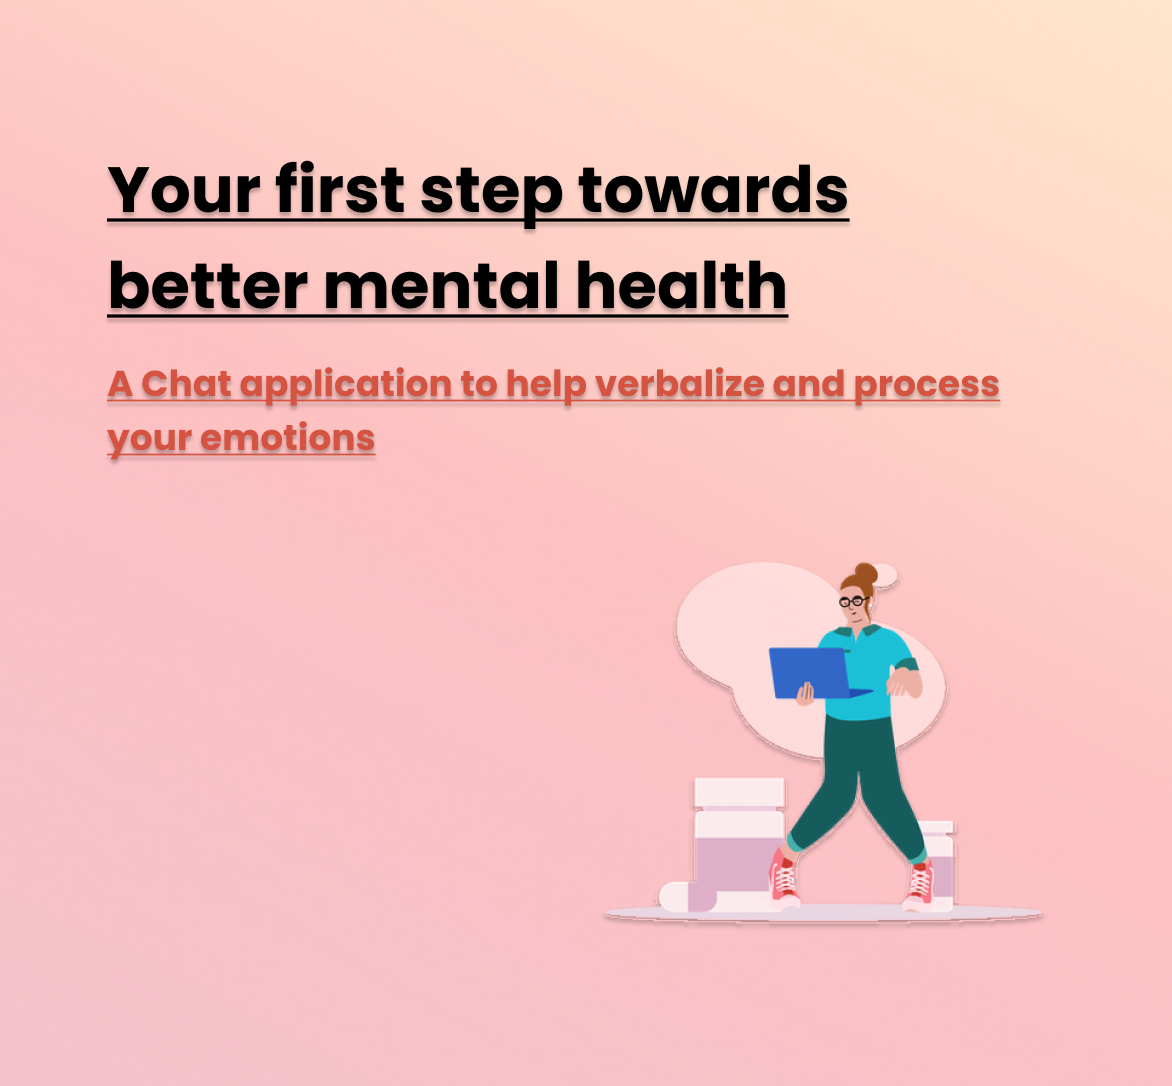 Your first step towards
better mental health
A Chat application to help verbalize and process
your emotions